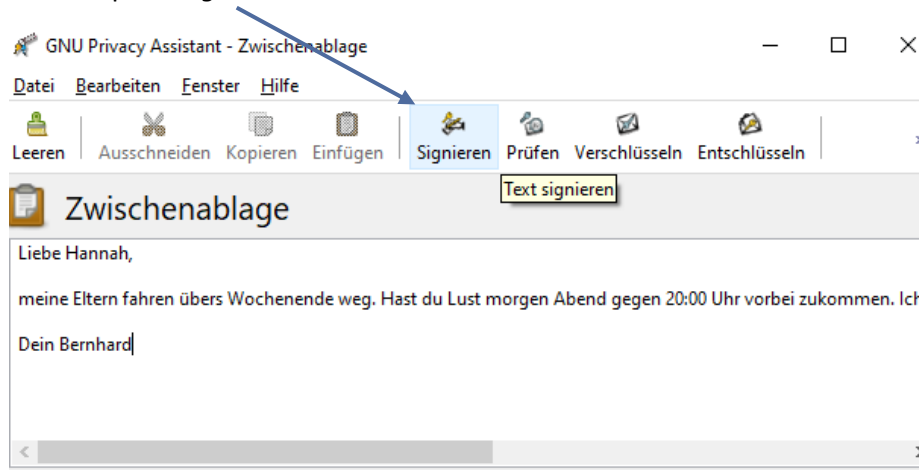 GNU Privacy Assistant - Zwischenablage
Datei Bearbeiten Fenster Hilfe
Leeren Ausschneiden Kopieren Einfügen Signieren Prüfen Verschlüsseln Entschlüsseln
Text signieren
Zwischenablage
Liebe Hannah,
meine Eltern fahren übers Wochenende weg. Hast du Lust morgen Abend gegen 20:00 Uhr vorbei zukommen. Ich
Dein Bernhard